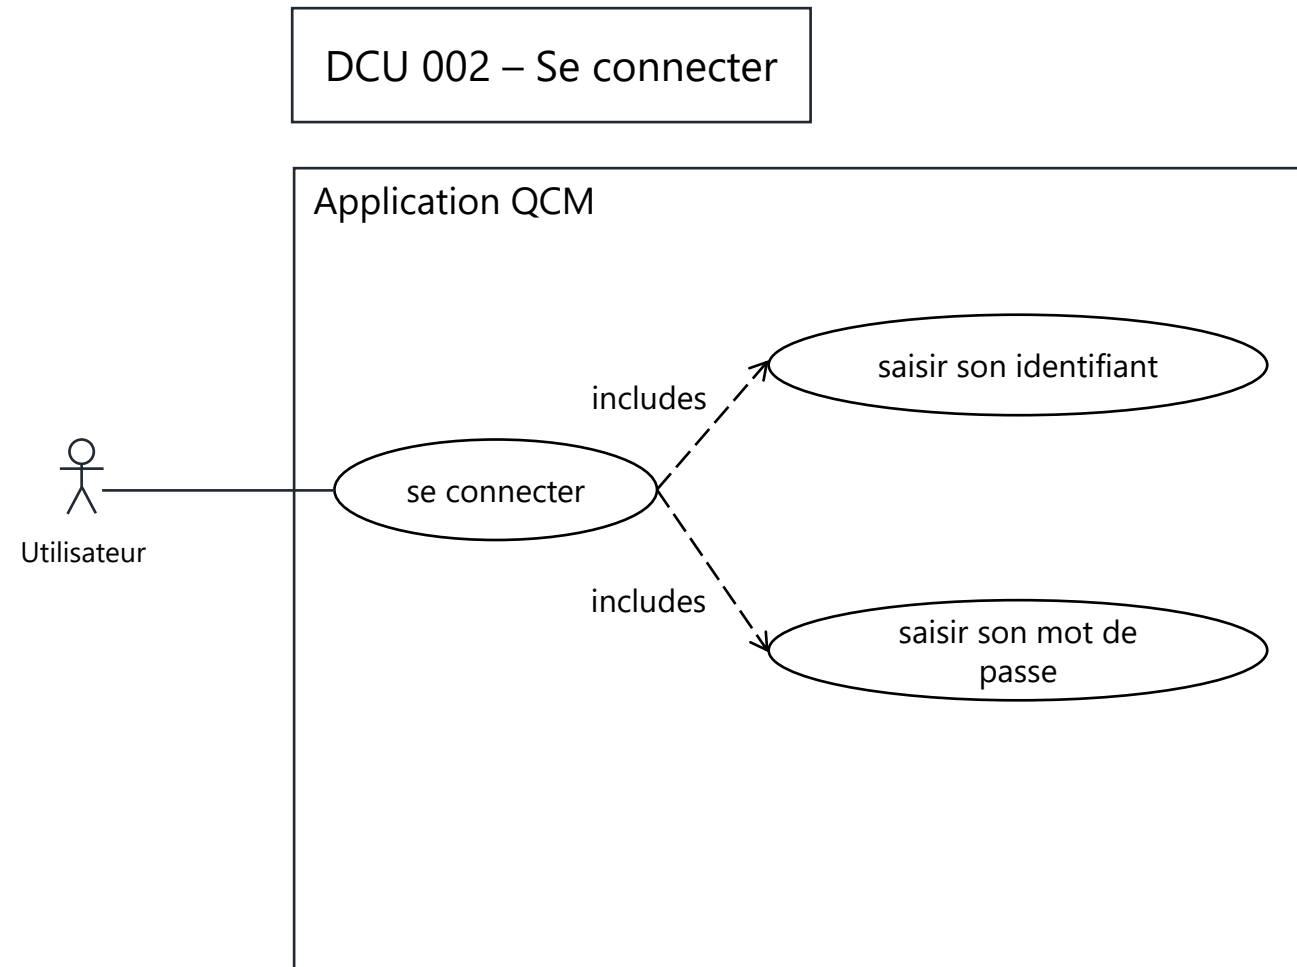 DCU 002 – Se connecter
Application QCM
saisir son identifiant
includes
se connecter
Utilisateur
includes
saisir son mot de
passe